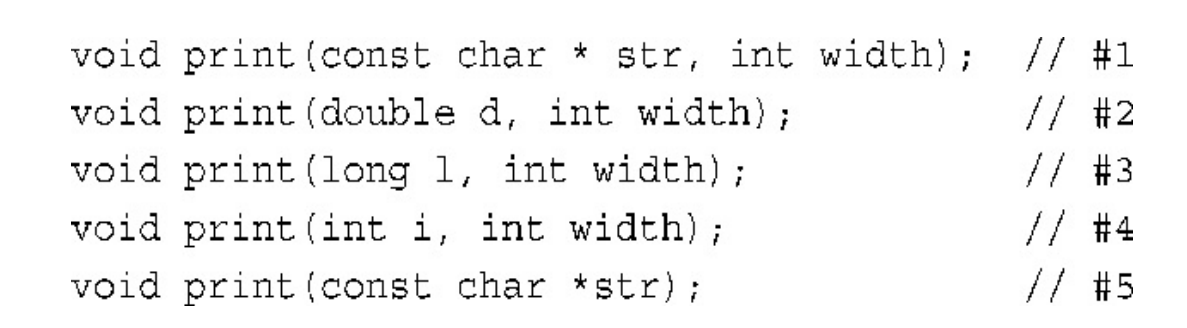 void print(const char * str, int width);  // #1
void print(double d, int width);          // #2
void print(long l, int width);            // #3
void print(int i, int width);             // #4
void print(const char *str);              // #5